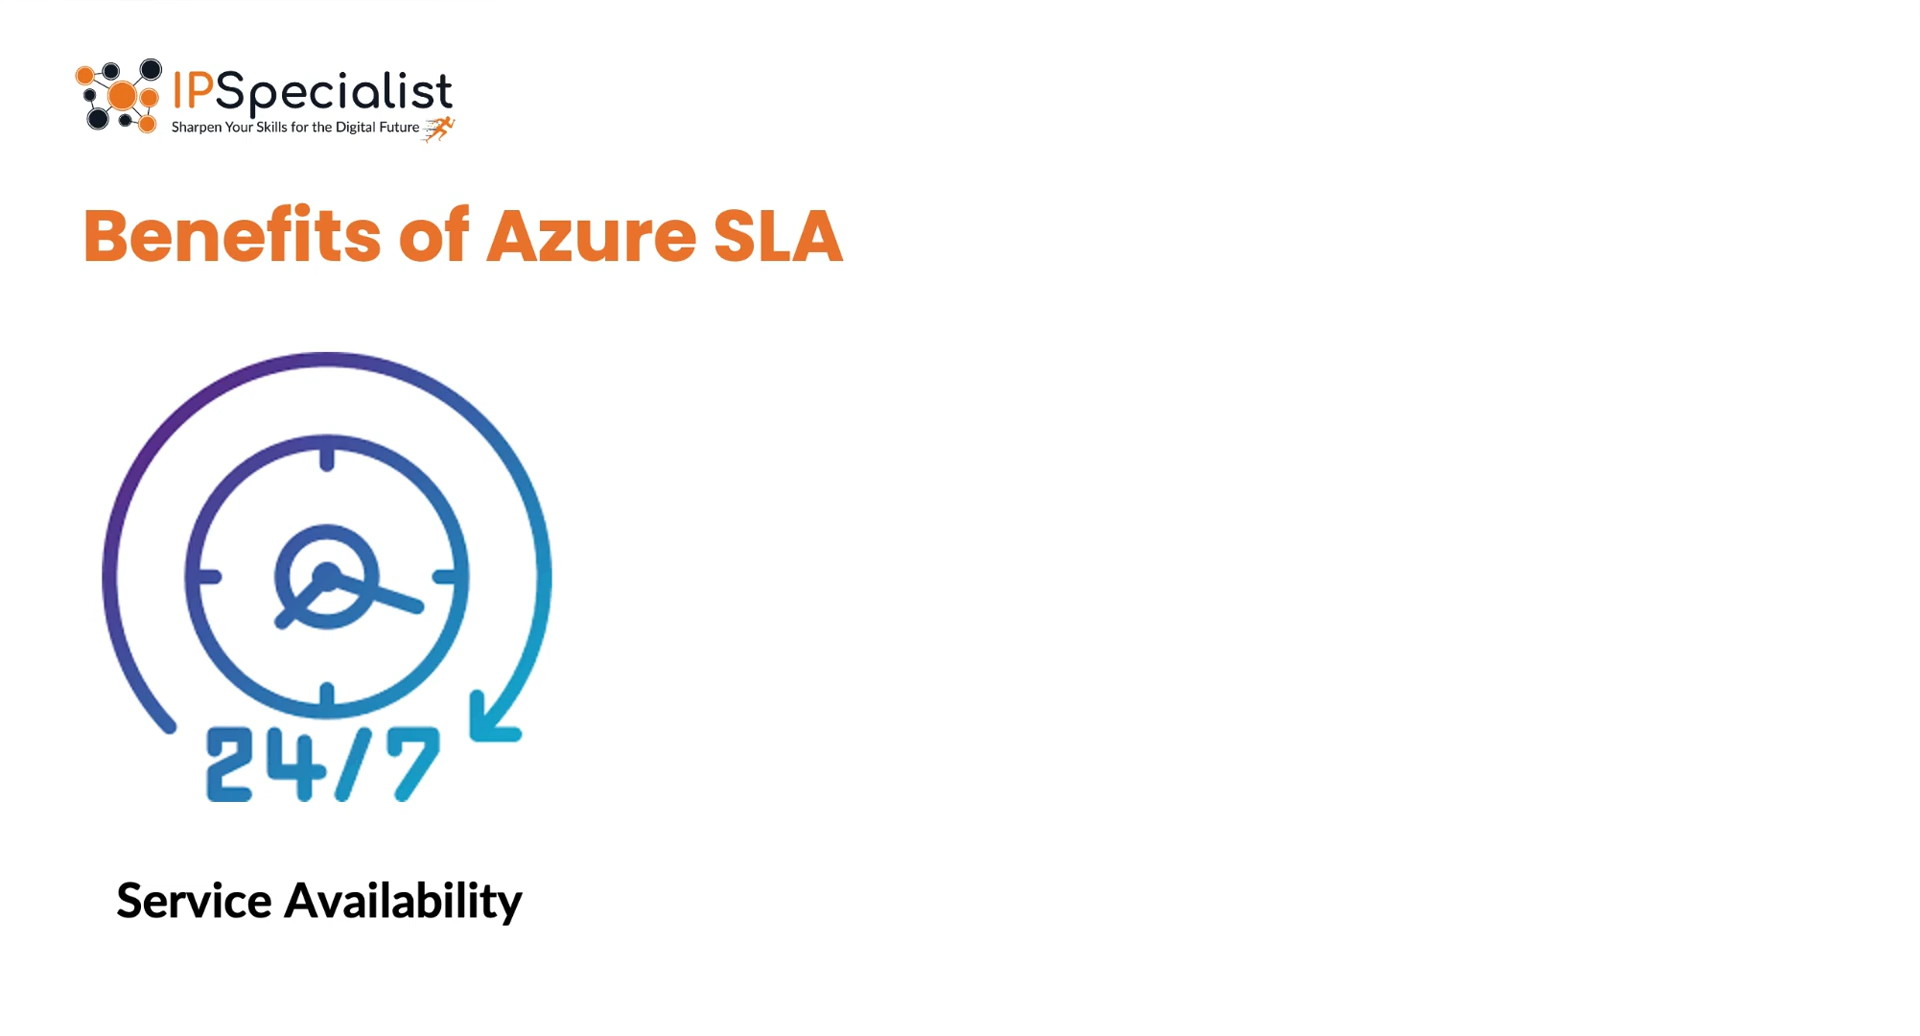 IPSpecialist
Sharpen Your Skills for the Digital Future
Benefits of Azure SLA
24/7
Service Availability